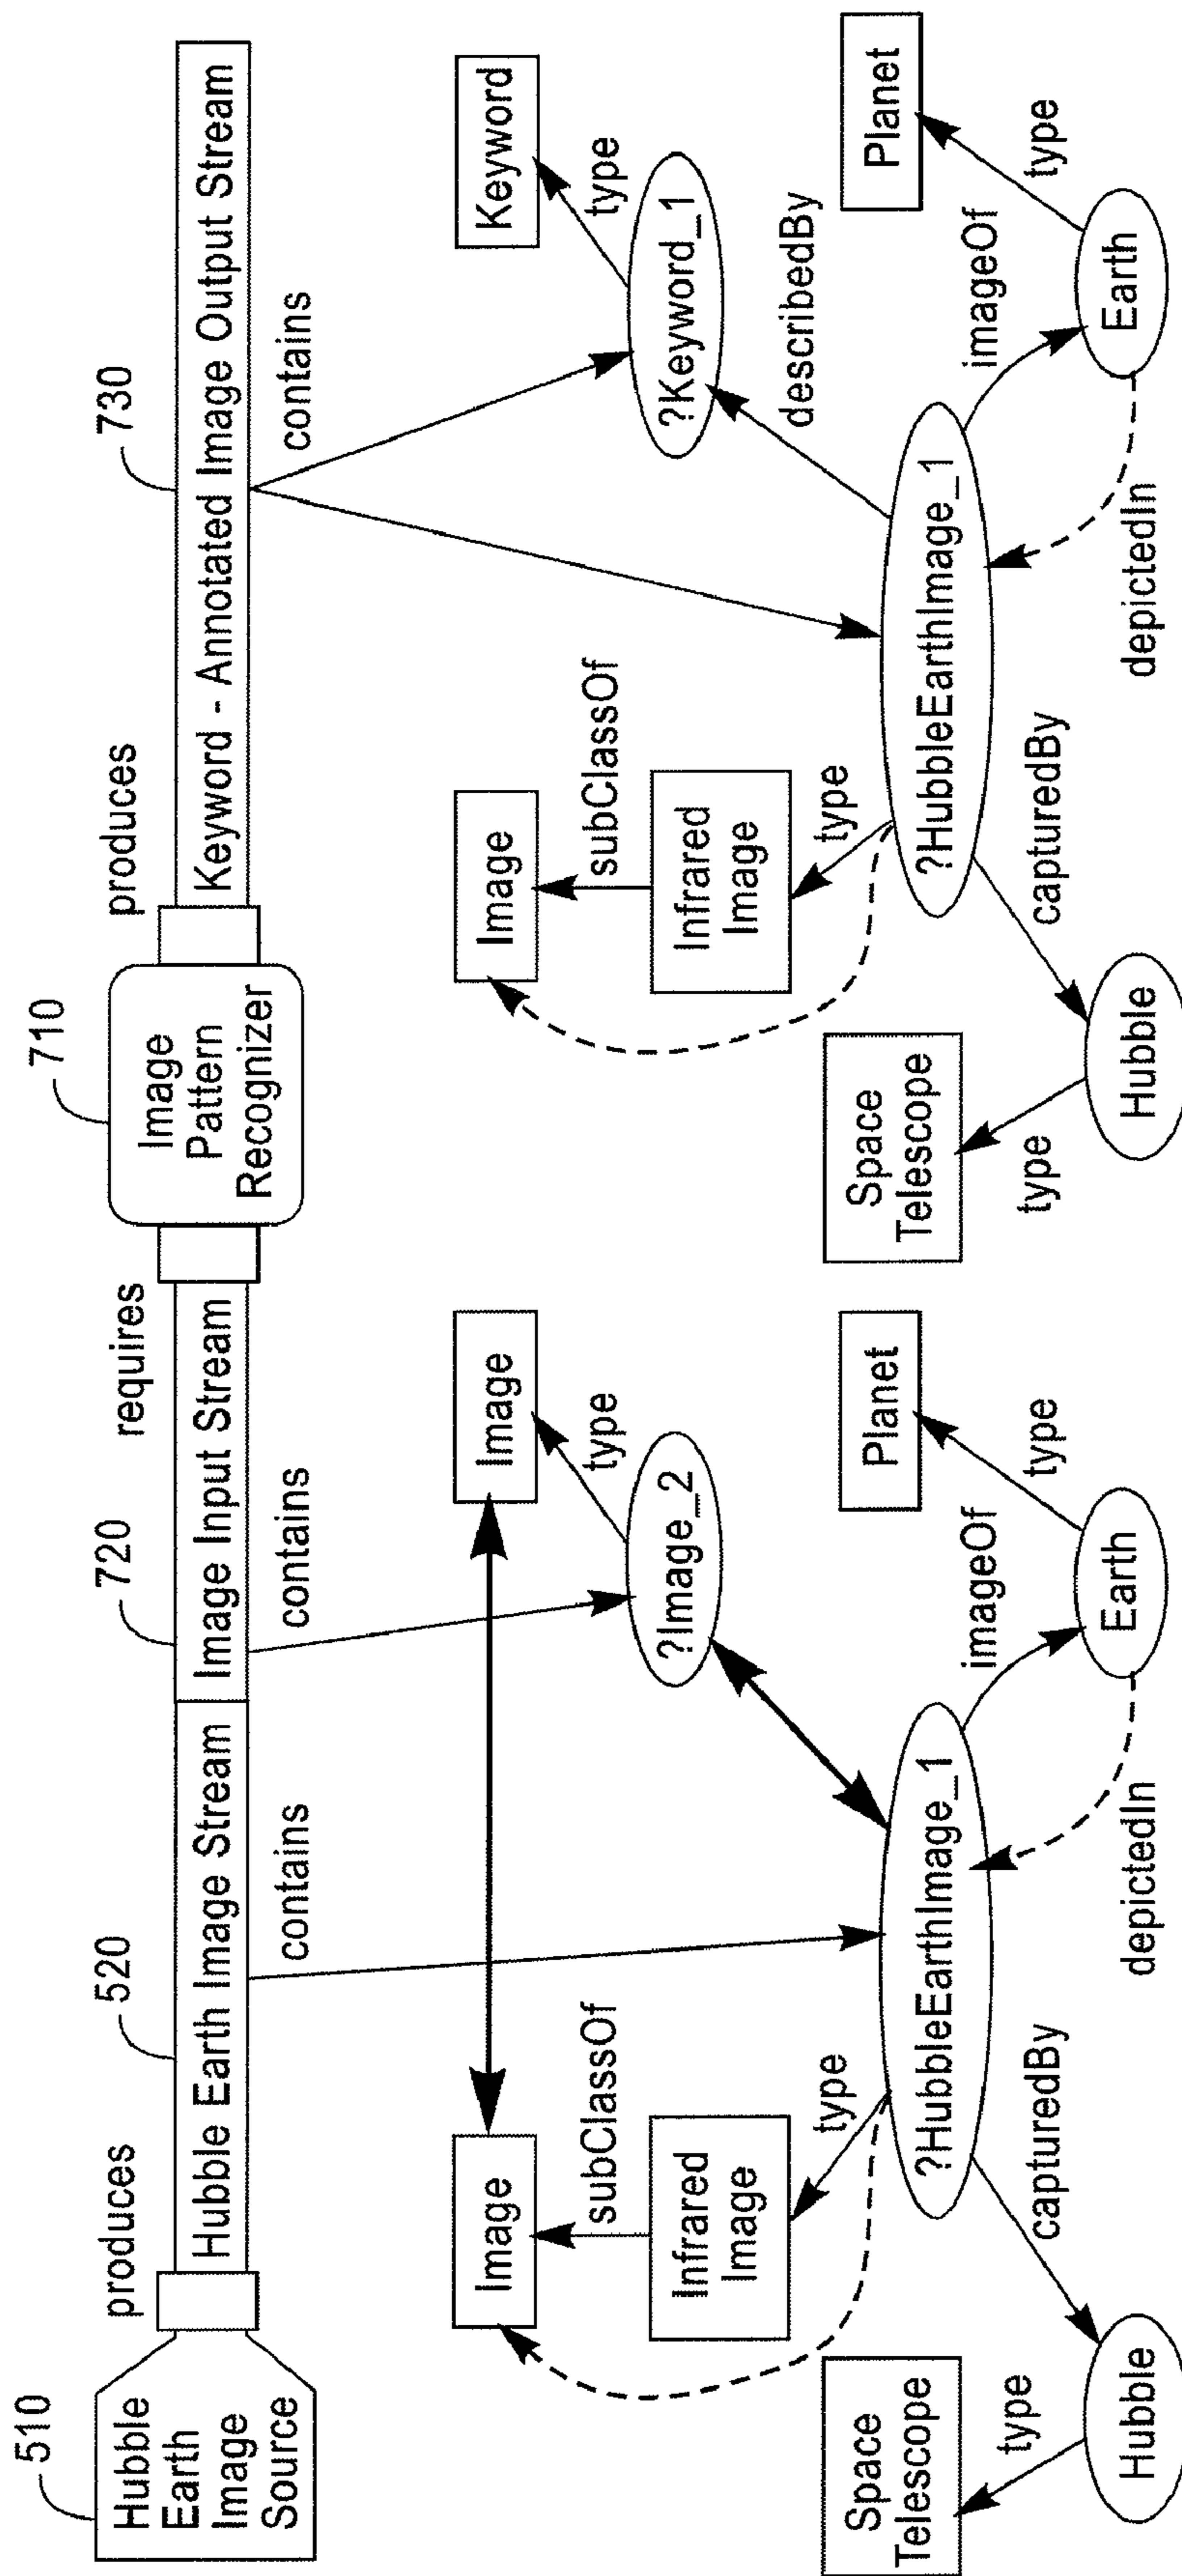 510
Hubble
Earth
Image
Source
produces
520
Hubble Earth Image Stream
contains
720
Image Input Stream
contains
requires
710
Image
Pattern
Recognizer
produces
730
Keyword - Annotated Image Output Stream
contains
Image
subClassOf
Infrared
Image
type
Image
type
?Image_2
?HubbleEarthImage_1
Space
Telescope
type
Hubble
capturedBy
imageOf
Earth
depictedIn
type
Planet
Image
subClassOf
Infrared
Image
type
Keyword
type
?Keyword_1
describedBy
?HubbleEarthImage_1
Space
Telescope
type
Hubble
capturedBy
imageOf
Earth
depictedIn
type
Planet